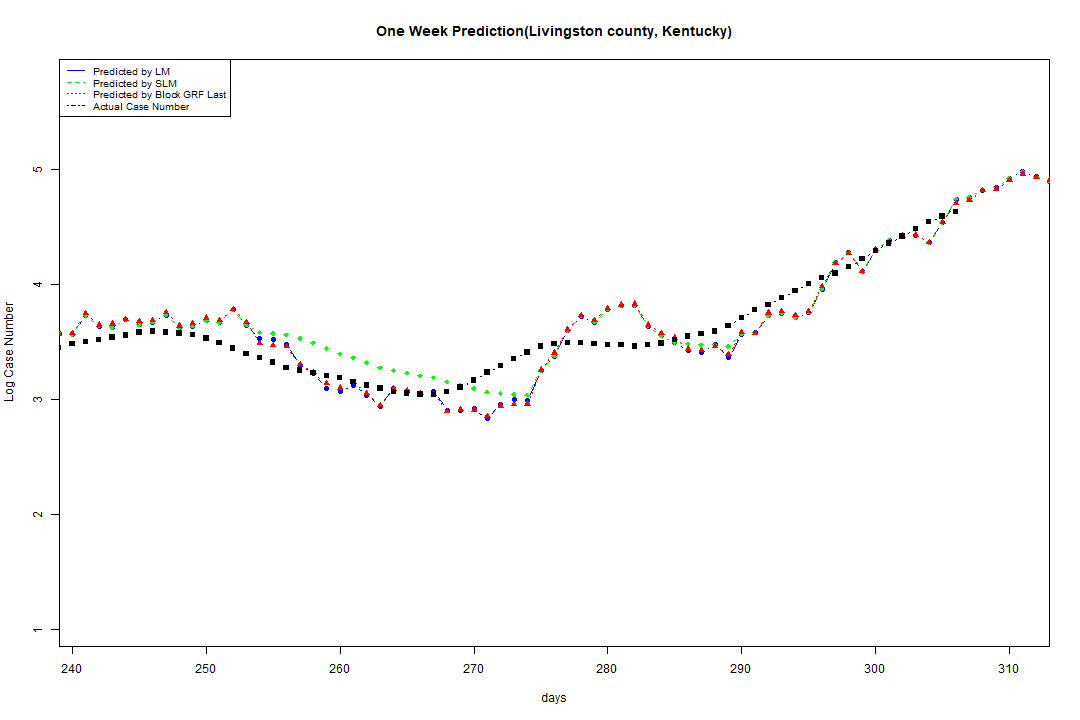 One Week Prediction(Livingston county, Kentucky)
Predicted by LM
Predicted by SLM
Predicted by Block GRF Last
Actual Case Number
5
4
3
2
1
Log Case Number
240 250 260 270 280 290 300 310
days